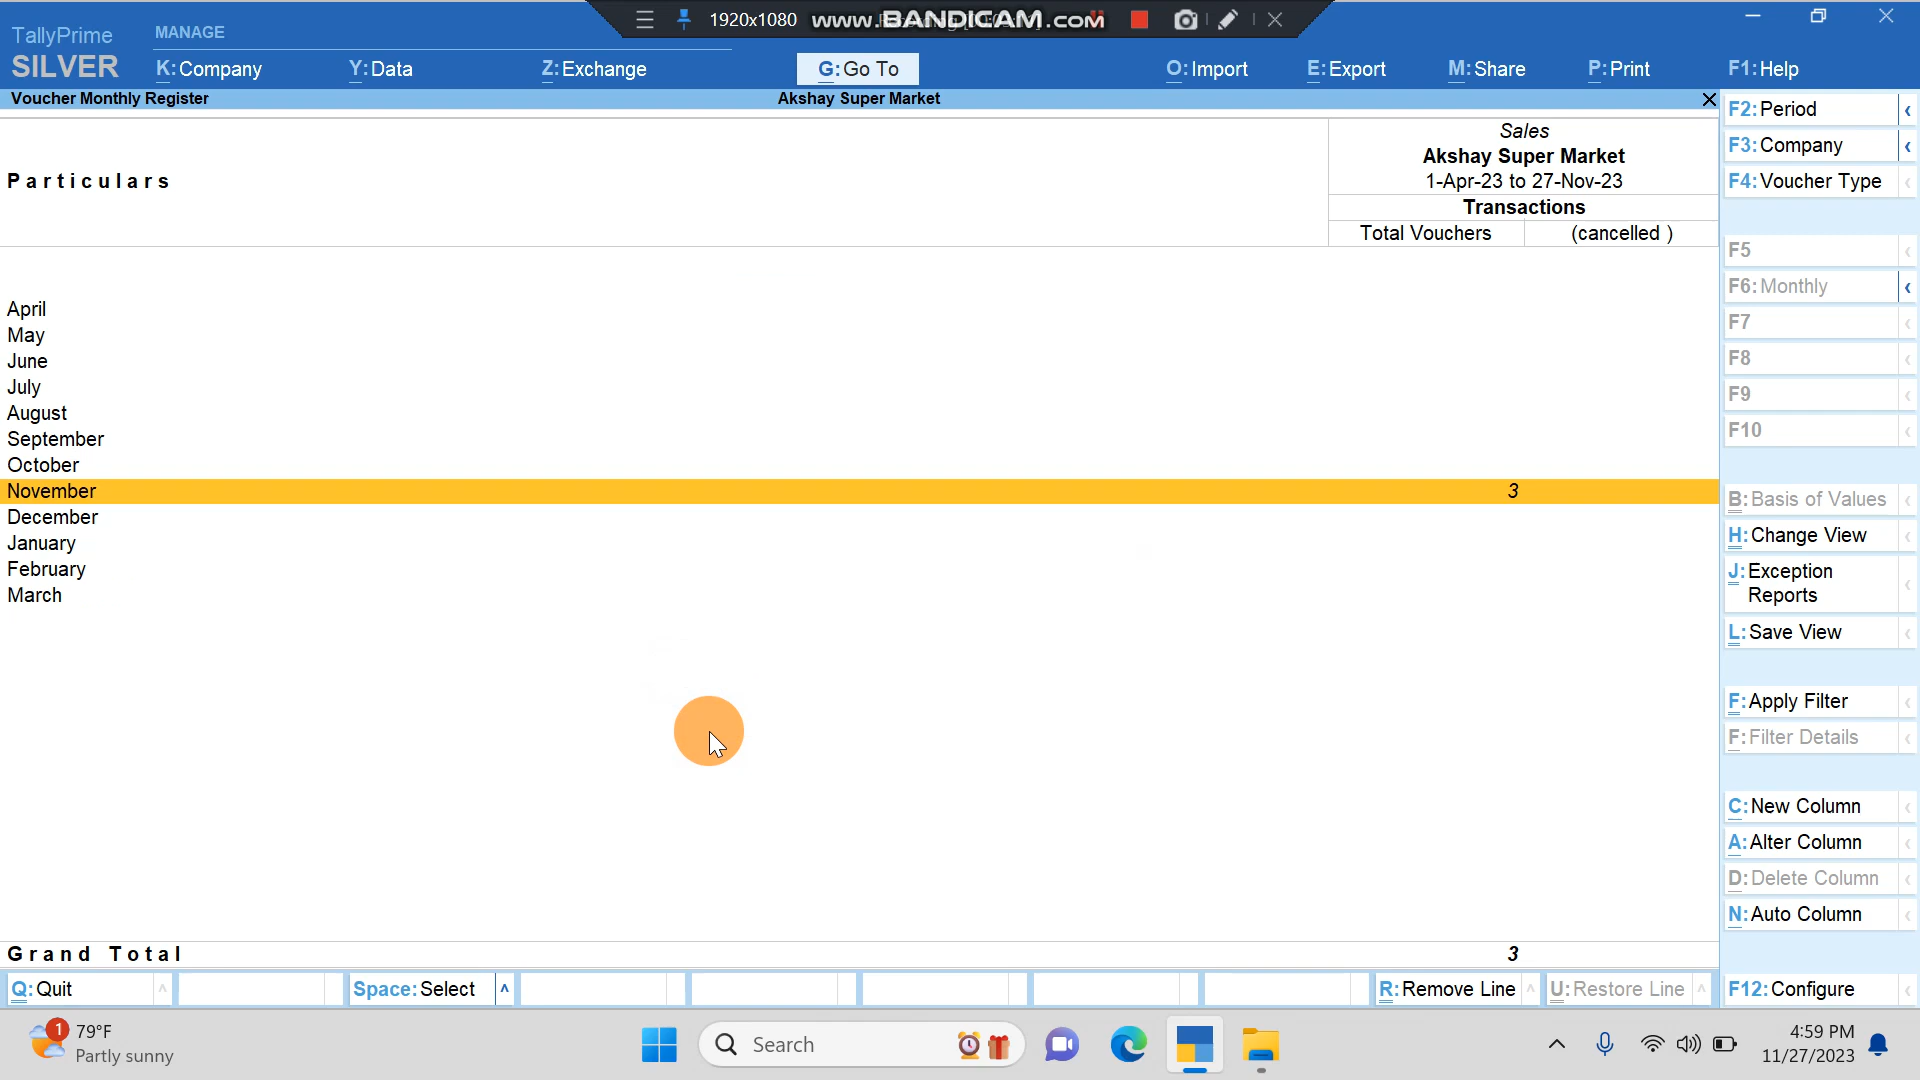 1920x1080
www.BANDICAM.com
TallyPrime
MANAGE
SILVER
K:Company
Y:Data
Z:Exchange
G:Go To
O:Import
E:Export
M:Share
P:Print
F1:Help
Voucher Monthly Register
Akshay Super Market
F2:Period
F3:Company
F4:Voucher Type
Particulars
Sales
Akshay Super Market
1-Apr-23 to 27-Nov-23
Transactions
Total Vouchers
(cancelled )
F5
F6:Monthly
F7
F8
F9
F10
April
May
June
July
August
September
October
November 3
December
January
February
March
B:Basis of Values
H:Change View
J:Exception
Reports
L:Save View
F:Apply Filter
F:Filter Details
C:New Column
A:Alter Column
D:Delete Column
N:Auto Column
Grand Total 3
Q:Quit
Space:Select
R:Remove Line
U:Restore Line
F12:Configure
1
79°F
Partly sunny
Search
4:59 PM
11/27/2023